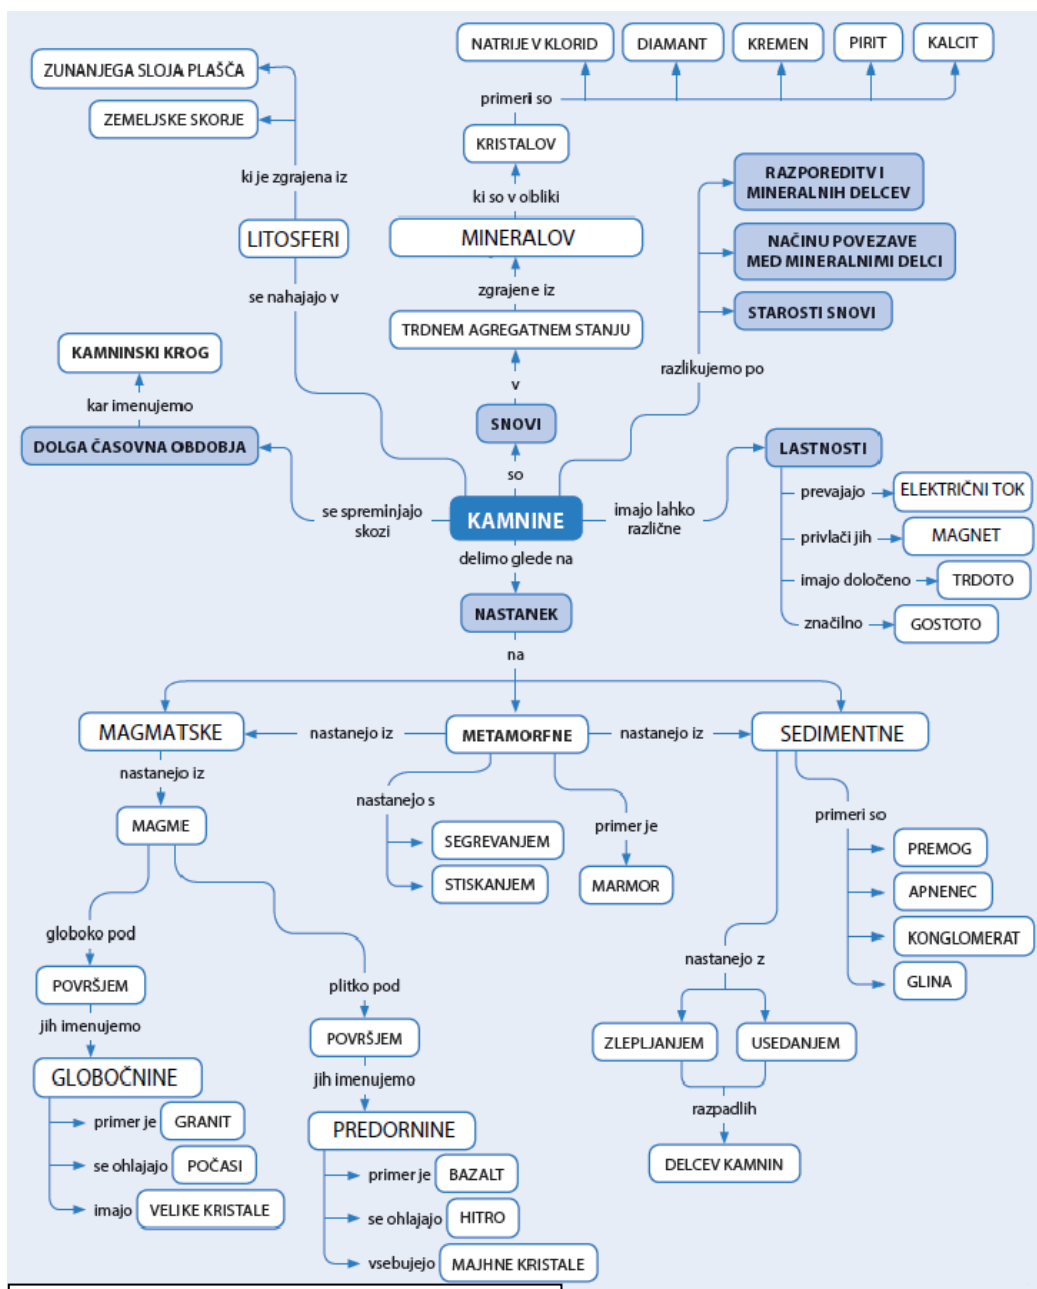 NATRIJE V KLORID
DIAMANT
KREMEN
PIRIT
KALCIT
ZUNANJEGA SLOJA PLAŠČA
primeri so
ZEMELJSKE SKORJE
KRISTALOV
ki je zgrajena iz
ki so v obliki
RAZPOREDITV I
MINERALNIH DELCEV
LITOSFERI
MINERALOV
NAČINU POVEZAVE
MED MINERALNIMI DELCI
se nahajajo v
zgrajene iz
STAROSTI SNOVI
TRDNEM AGREGATNEM STANJU
KAMNINSKI KROG
razlikujemo po
v
kar imenujemo
SNOVI
DOLGA ČASOVNA OBDOBJA
LASTNOSTI
so
prevajajo
ELEKTRIČNI TOK
se spreminjajo
skozi
KAMNINE
imajo lahko
različne
privlači jih
MAGNET
delimo glede na
imajo določeno
TRDOTO
NASTANEK
značilno
GOSTOTO
na
MAGMATSKE
nastanejo iz
METAMORFNE
nastanejo iz
SEDIMENTNE
nastanejo iz
nastanejo s
primeri so
MAGME
primer je
SEGREVANJEM
PREMOG
STISKANJEM
MARMOR
APNENEC
globoko pod
KONGLOMERAT
nastanejo z
POVRŠJEM
plitko pod
GLINA
jih imenujemo
POVRŠJEM
ZLEPLJANJEM
USEDANJEM
GLOBOČNINE
jih imenujemo
razpadlih
primer je
GRANIT
PREDORNINE
se ohlajajo
POČASI
primer je
BAZALT
DELCEV KAMNIN
imajo
VELIKE KRISTALE
se ohlajajo
HITRO
vsebujejo
MAJHNE KRISTALE